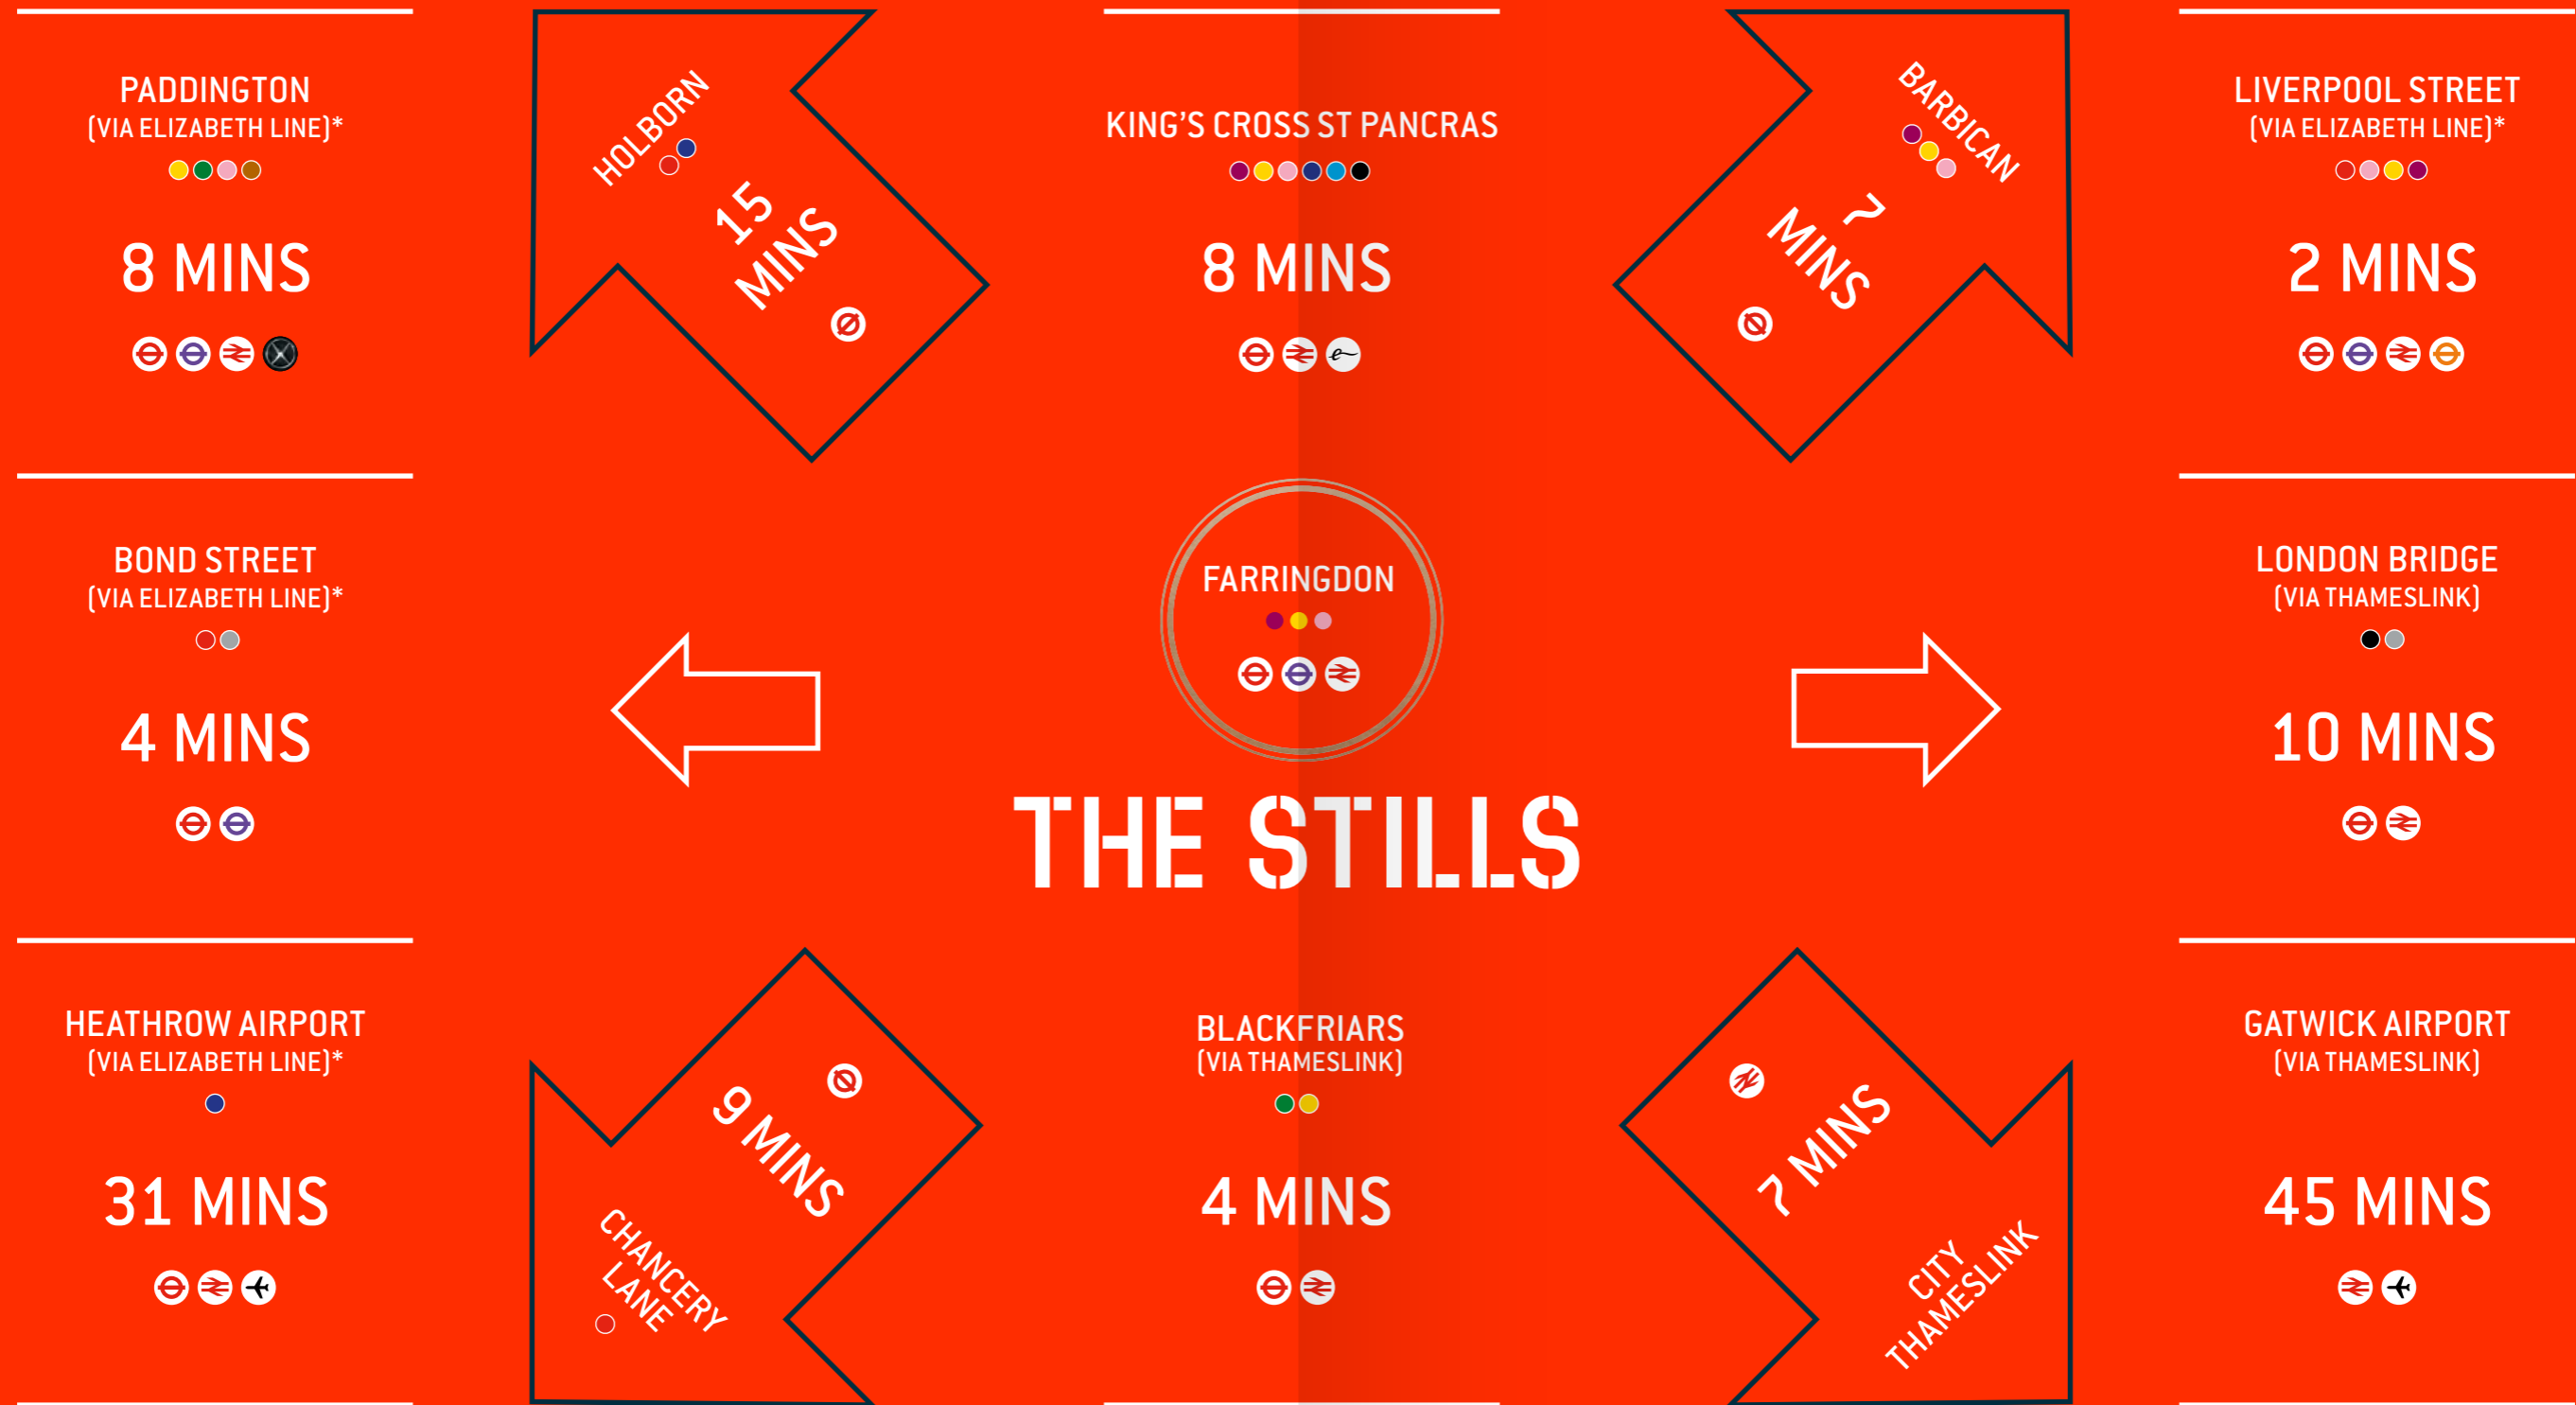 PADDINGTON
(VIA ELIZABETH LINE)*
8 MINS
HOLBORN
15
MINS
KING'S CROSS ST PANCRAS
8 MINS
BARBICAN
7
MINS
LIVERPOOL STREET
(VIA ELIZABETH LINE)*
2 MINS
BOND STREET
(VIA ELIZABETH LINE)*
4 MINS
FARRINGDON
THE STILLS
LONDON BRIDGE
(VIA THAMESLINK)
10 MINS
HEATHROW AIRPORT
(VIA ELIZABETH LINE)*
31 MINS
9 MINS
CHANCERY
LANE
BLACKFRIARS
(VIA THAMESLINK)
4 MINS
7 MINS
CITY
THAMESLINK
GATWICK AIRPORT
(VIA THAMESLINK)
45 MINS